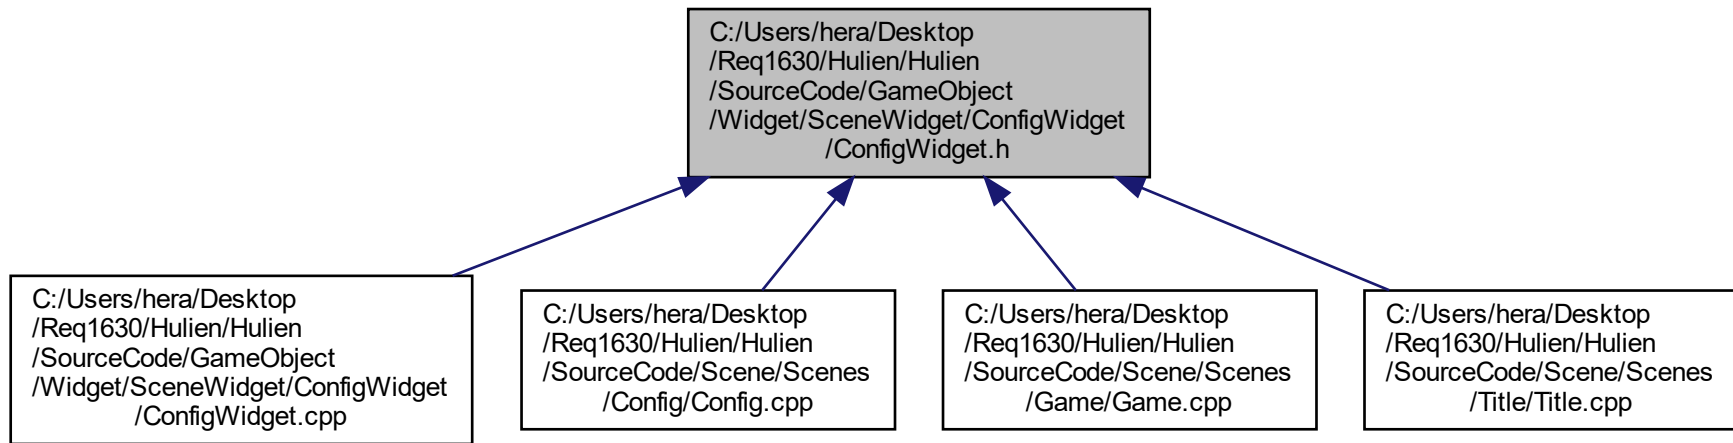 C:/Users/hera/Desktop
/Req1630/Hulien/Hulien
/SourceCode/GameObject
/Widget/SceneWidget/ConfigWidget
/ConfigWidget.h
C:/Users/hera/Desktop
/Req1630/Hulien/Hulien
/SourceCode/GameObject
/Widget/SceneWidget/ConfigWidget
/ConfigWidget.cpp
C:/Users/hera/Desktop
/Req1630/Hulien/Hulien
/SourceCode/Scene/Scenes
/Config/Config.cpp
C:/Users/hera/Desktop
/Req1630/Hulien/Hulien
/SourceCode/Scene/Scenes
/Game/Game.cpp
C:/Users/hera/Desktop
/Req1630/Hulien/Hulien
/SourceCode/Scene/Scenes
/Title/Title.cpp